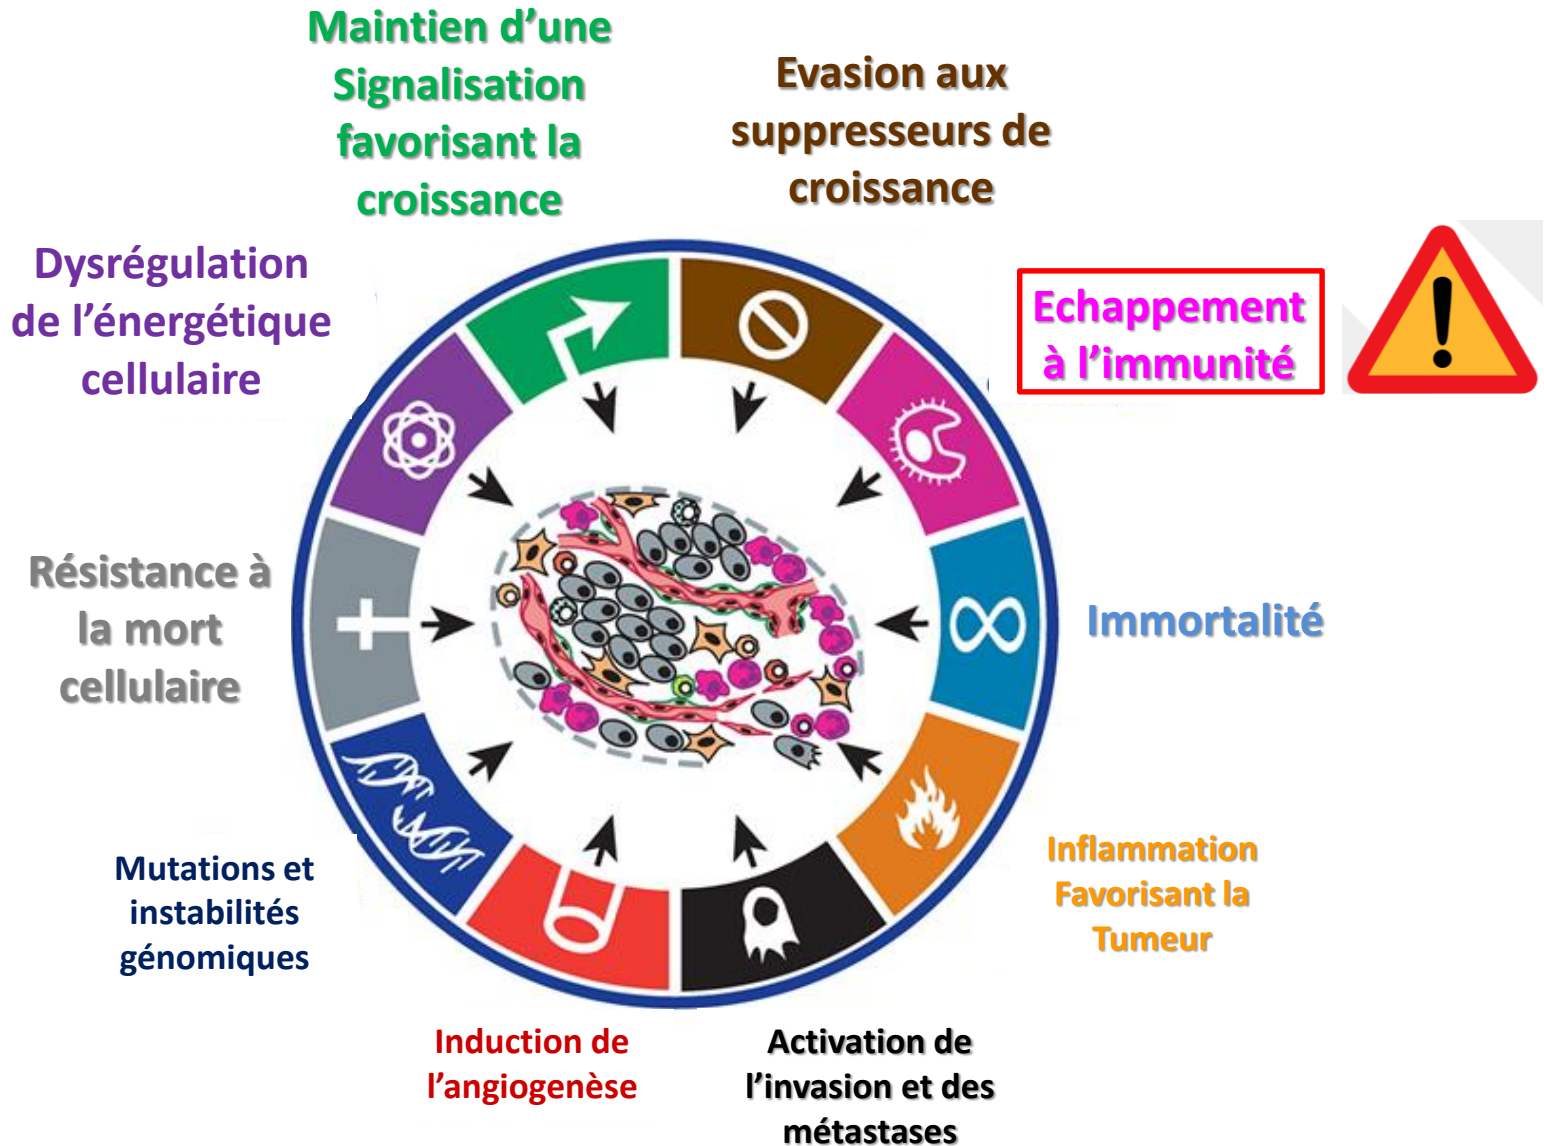 Maintien d’une
Signalisation
favorisant la
croissance
Evasion aux
suppresseurs de
croissance
Dysrégulation
de l’énergétique
cellulaire
Echappement
à l’immunité
Résistance à
la mort
cellulaire
Immortalité
Mutations et
instabilités
génomiques
Inflammation
Favorisant la
Tumeur
Induction de
l’angiogenèse
Activation de
l’invasion et des
métastases